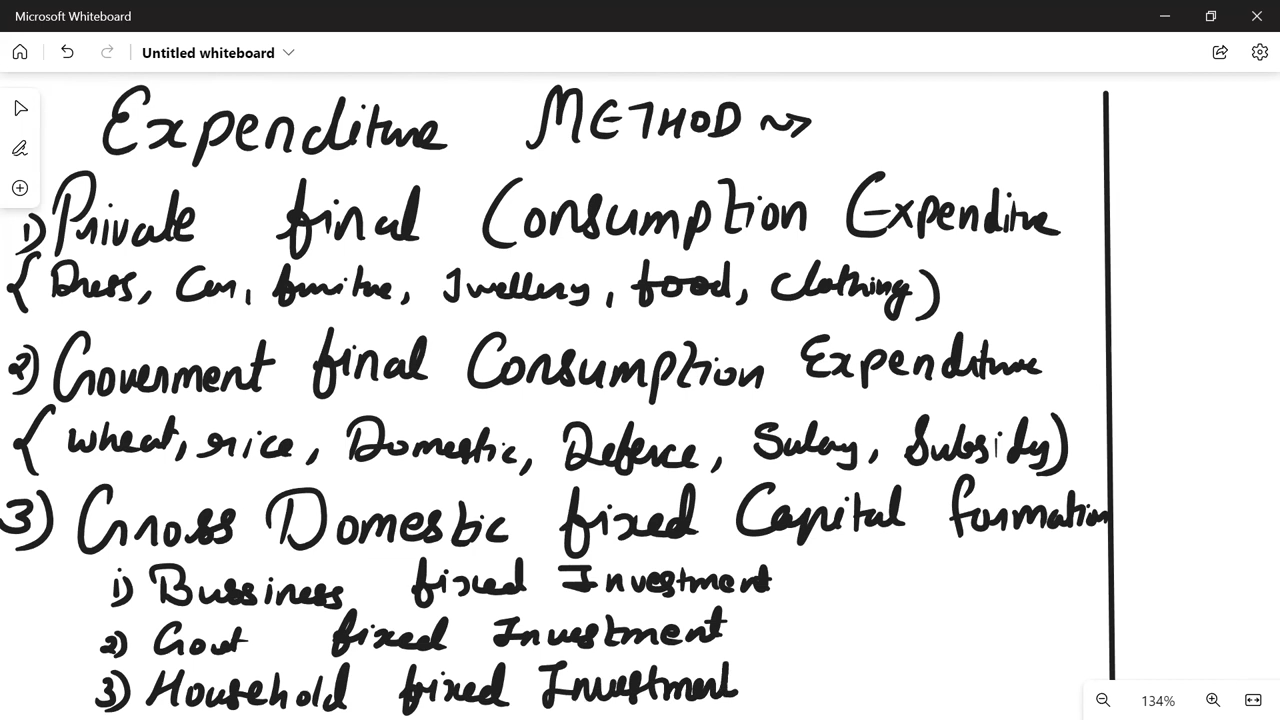 Microsoft Whiteboard
Untitled whiteboard
Expenditure METHOD
1) Private final Consumption Expenditure
{ Dress, Car, furniture, Jwellery, food, Clothing)
2) Goverment final Consumption Expenditure
{ wheat, rice, Domestic, Defence, Salary, Subsidy)
3) Gross Domestic fixed Capital formation
1) Bussiness fixed Investment
2) Govt fixed Investment
3) Household fixed Investment
134%